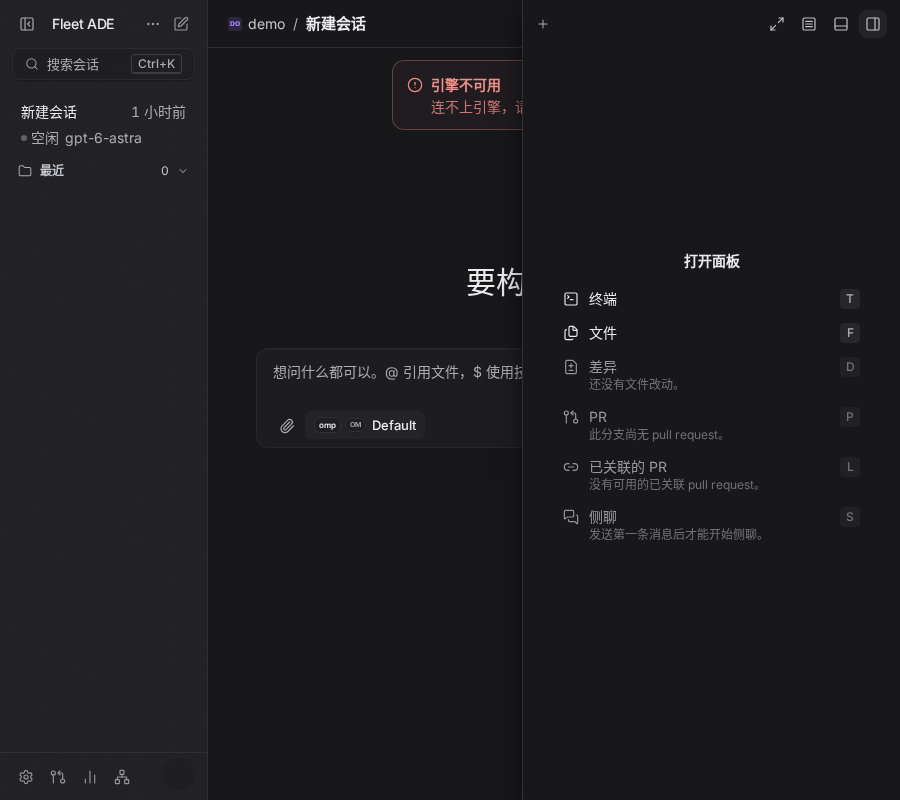 Fleet ADE
搜索会话 Ctrl+K
新建会话 1 小时前
空闲 gpt-6-astra
最近 0
DO demo / 新建会话
引擎不可用
连不上引擎，
要构
想问什么都可以。@ 引用文件，$ 使用
omp OM Default
打开面板
终端 T
文件 F
差异 D
还没有文件改动。
PR P
此分支尚无 pull request。
已关联的 PR L
没有可用的已关联 pull request。
侧聊 S
发送第一条消息后才能开始侧聊。